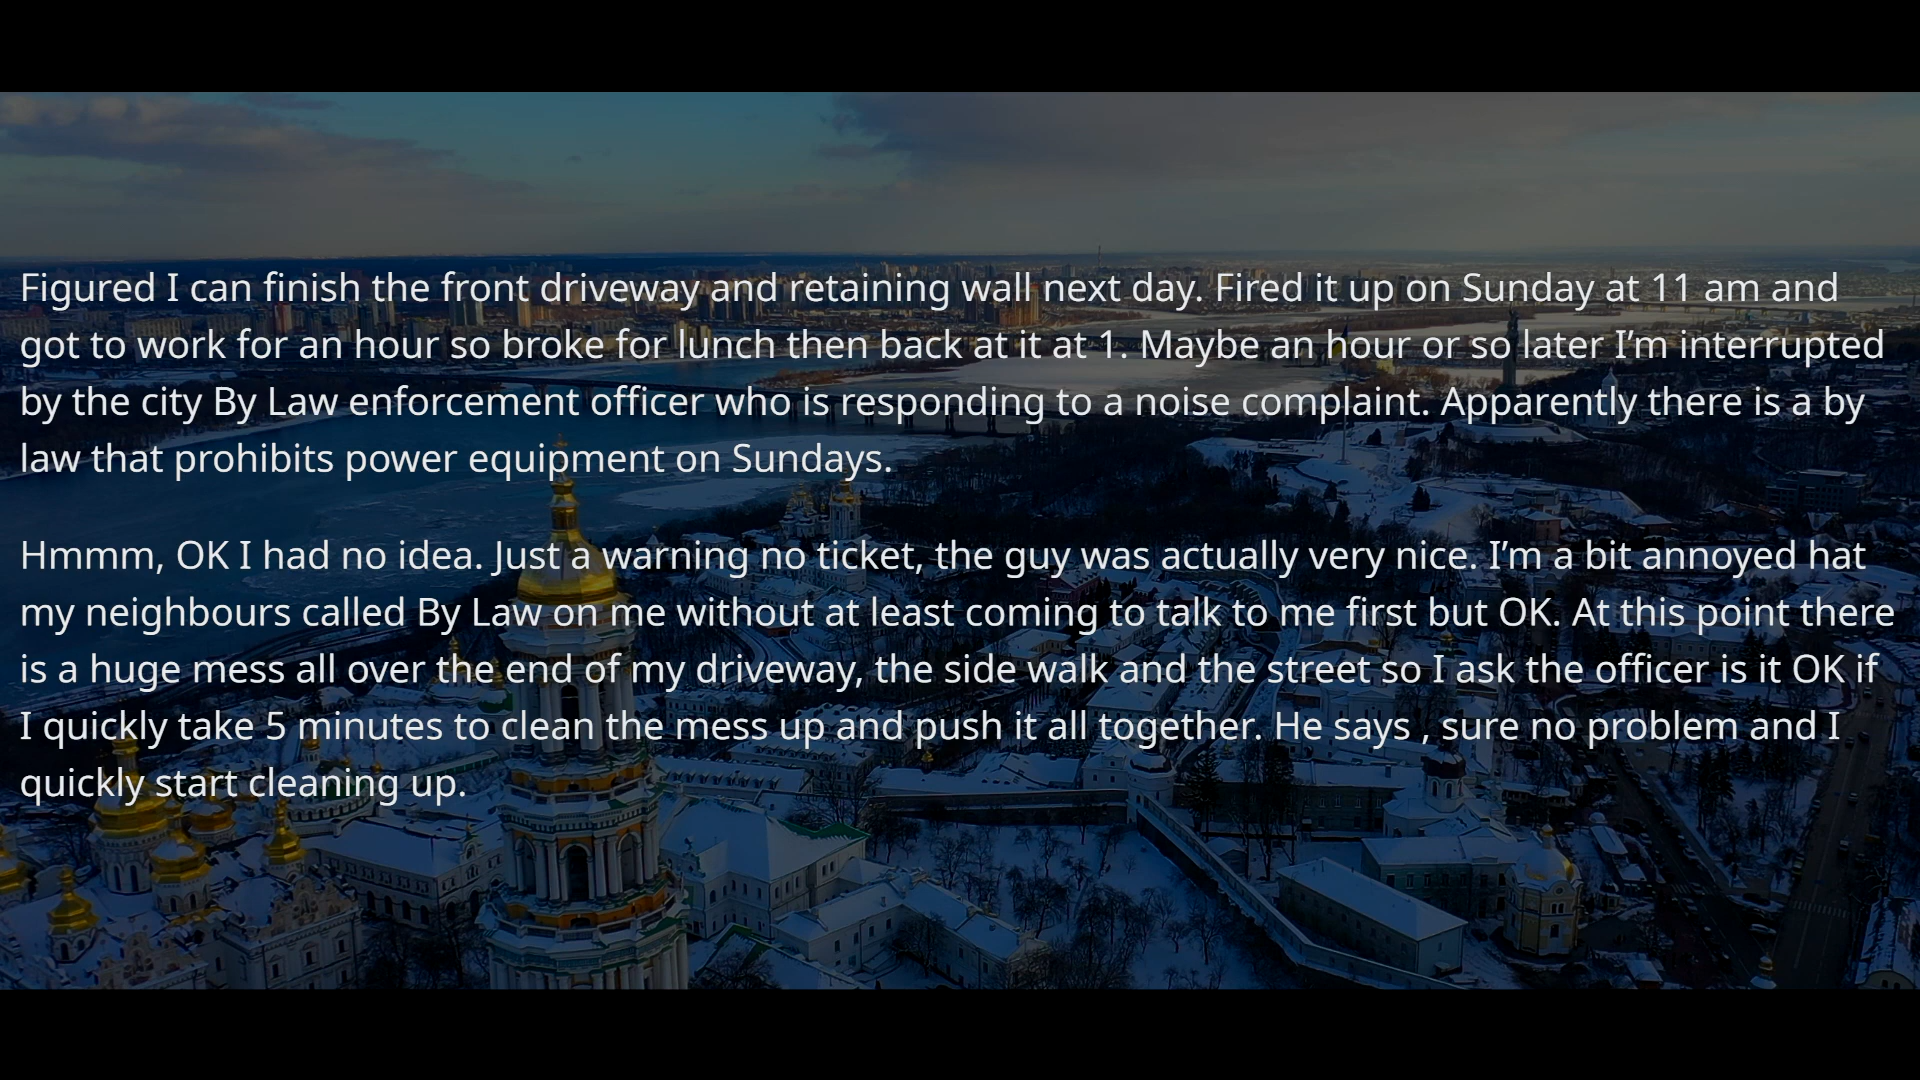 Figured I can finish the front driveway and retaining wall next day. Fired it up on Sunday at 11 am and
got to work for an hour so broke for lunch then back at it at 1. Maybe an hour or so later I’m interrupted
by the city By Law enforcement officer who is responding to a noise complaint. Apparently there is a by
law that prohibits power equipment on Sundays.
Hmmm, OK I had no idea. Just a warning no ticket, the guy was actually very nice. I’m a bit annoyed hat
my neighbours called By Law on me without at least coming to talk to me first but OK. At this point there
is a huge mess all over the end of my driveway, the side walk and the street so I ask the officer is it OK if
I quickly take 5 minutes to clean the mess up and push it all together. He says , sure no problem and I
quickly start cleaning up.